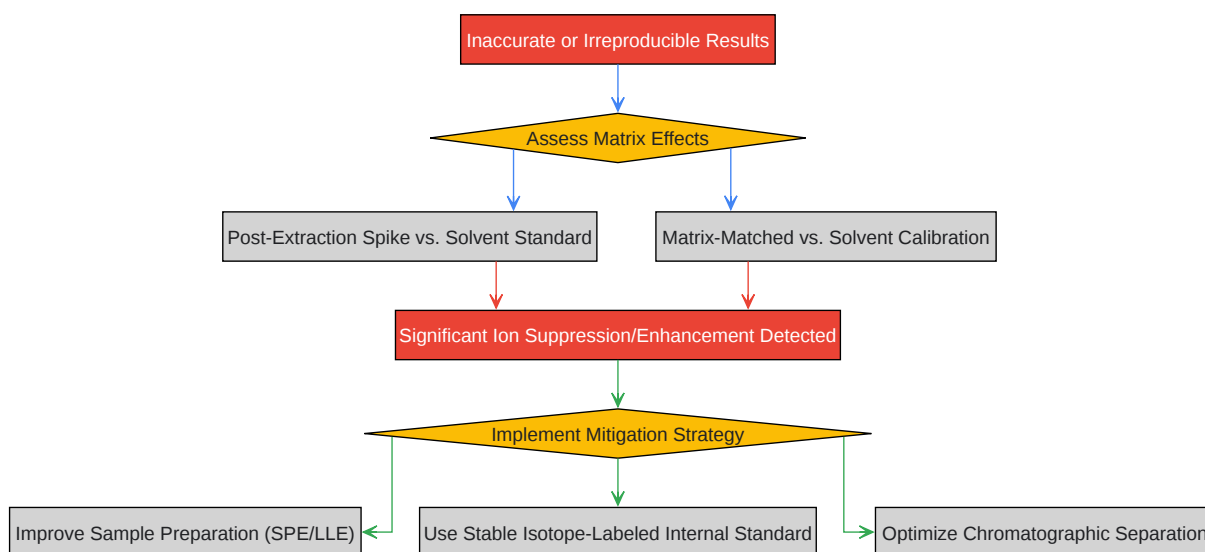 Inaccurate or Irreproducible Results
Assess Matrix Effects
Post-Extraction Spike vs. Solvent Standard
Matrix-Matched vs. Solvent Calibration
Significant Ion Suppression/Enhancement Detected
Implement Mitigation Strategy
Improve Sample Preparation (SPE/LLE)
Use Stable Isotope-Labeled Internal Standard
Optimize Chromatographic Separation